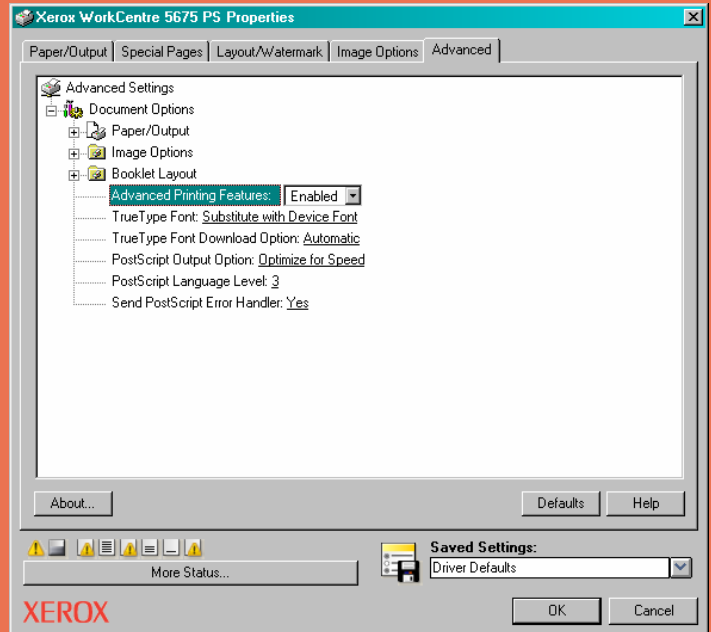 Xerox WorkCentre 5675 PS Properties
Paper/Output Special Pages Layout/Watermark Image Options Advanced
Advanced Settings
Document Options
Paper/Output
Image Options
Booklet Layout
Advanced Printing Features: Enabled
TrueType Font: Substitute with Device Font
TrueType Font Download Option: Automatic
PostScript Output Option: Optimize for Speed
PostScript Language Level: 3
Send PostScript Error Handler: Yes
About... Defaults Help
Saved Settings:
Driver Defaults
More Status...
XEROX OK Cancel